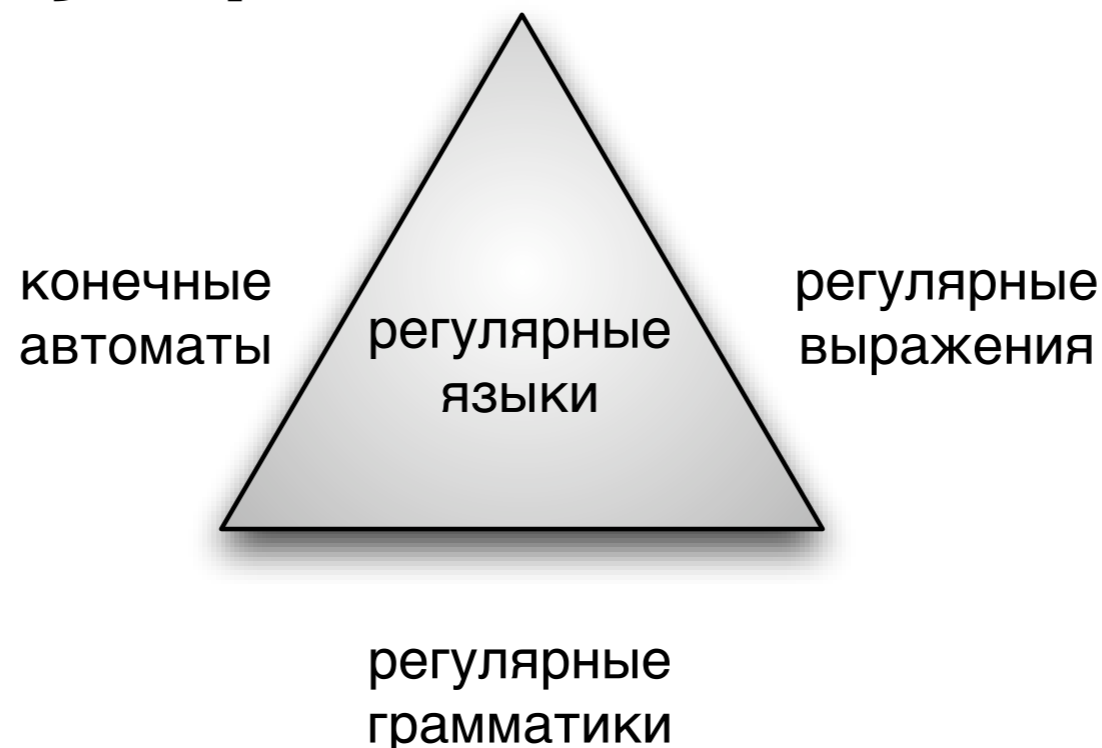 конечные
автоматы
регулярные
языки
регулярные
выражения
регулярные
грамматики